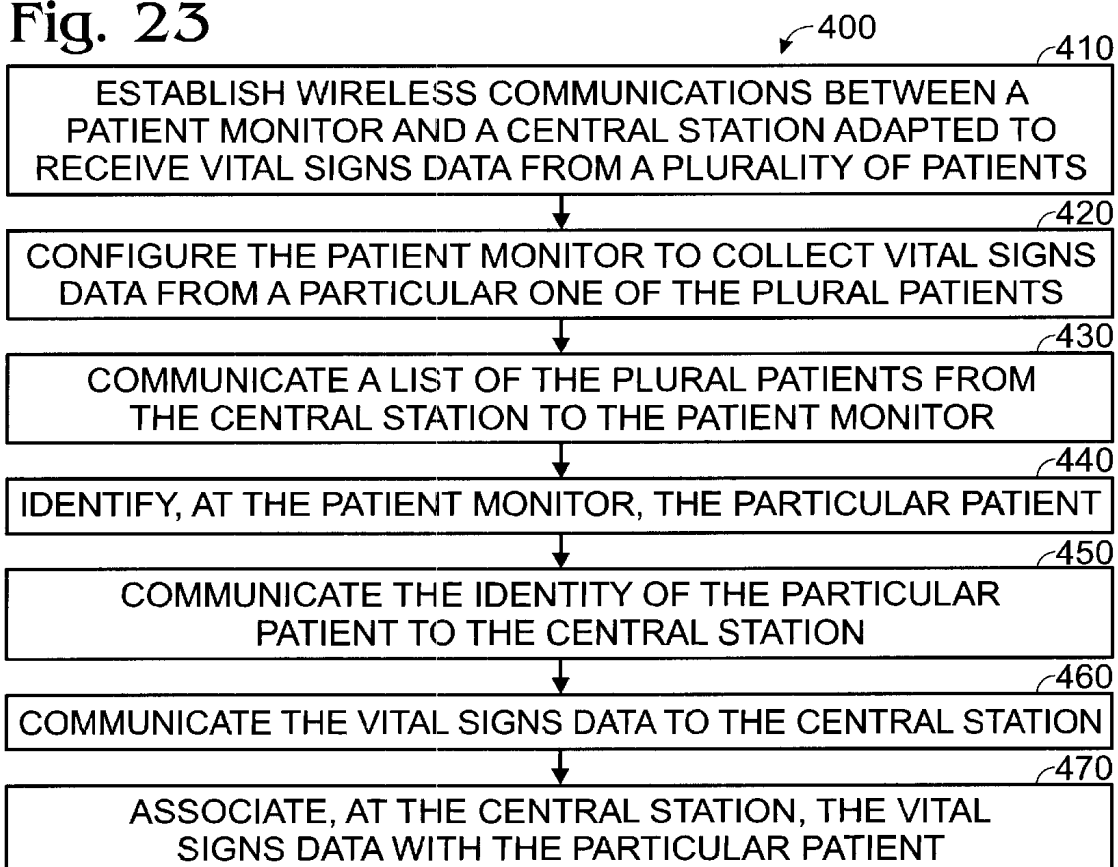 Fig. 23
400
410
ESTABLISH WIRELESS COMMUNICATIONS BETWEEN A
PATIENT MONITOR AND A CENTRAL STATION ADAPTED TO
RECEIVE VITAL SIGNS DATA FROM A PLURALITY OF PATIENTS
420
CONFIGURE THE PATIENT MONITOR TO COLLECT VITAL SIGNS
DATA FROM A PARTICULAR ONE OF THE PLURAL PATIENTS
430
COMMUNICATE A LIST OF THE PLURAL PATIENTS FROM
THE CENTRAL STATION TO THE PATIENT MONITOR
440
IDENTIFY, AT THE PATIENT MONITOR, THE PARTICULAR PATIENT
450
COMMUNICATE THE IDENTITY OF THE PARTICULAR
PATIENT TO THE CENTRAL STATION
460
COMMUNICATE THE VITAL SIGNS DATA TO THE CENTRAL STATION
470
ASSOCIATE, AT THE CENTRAL STATION, THE VITAL
SIGNS DATA WITH THE PARTICULAR PATIENT